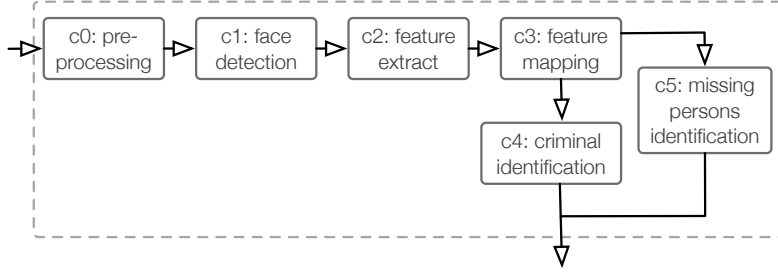 c0: pre-
processing
c1: face
detection
c2: feature
extract
c3: feature
mapping
c4: criminal
identification
c5: missing
persons
identification